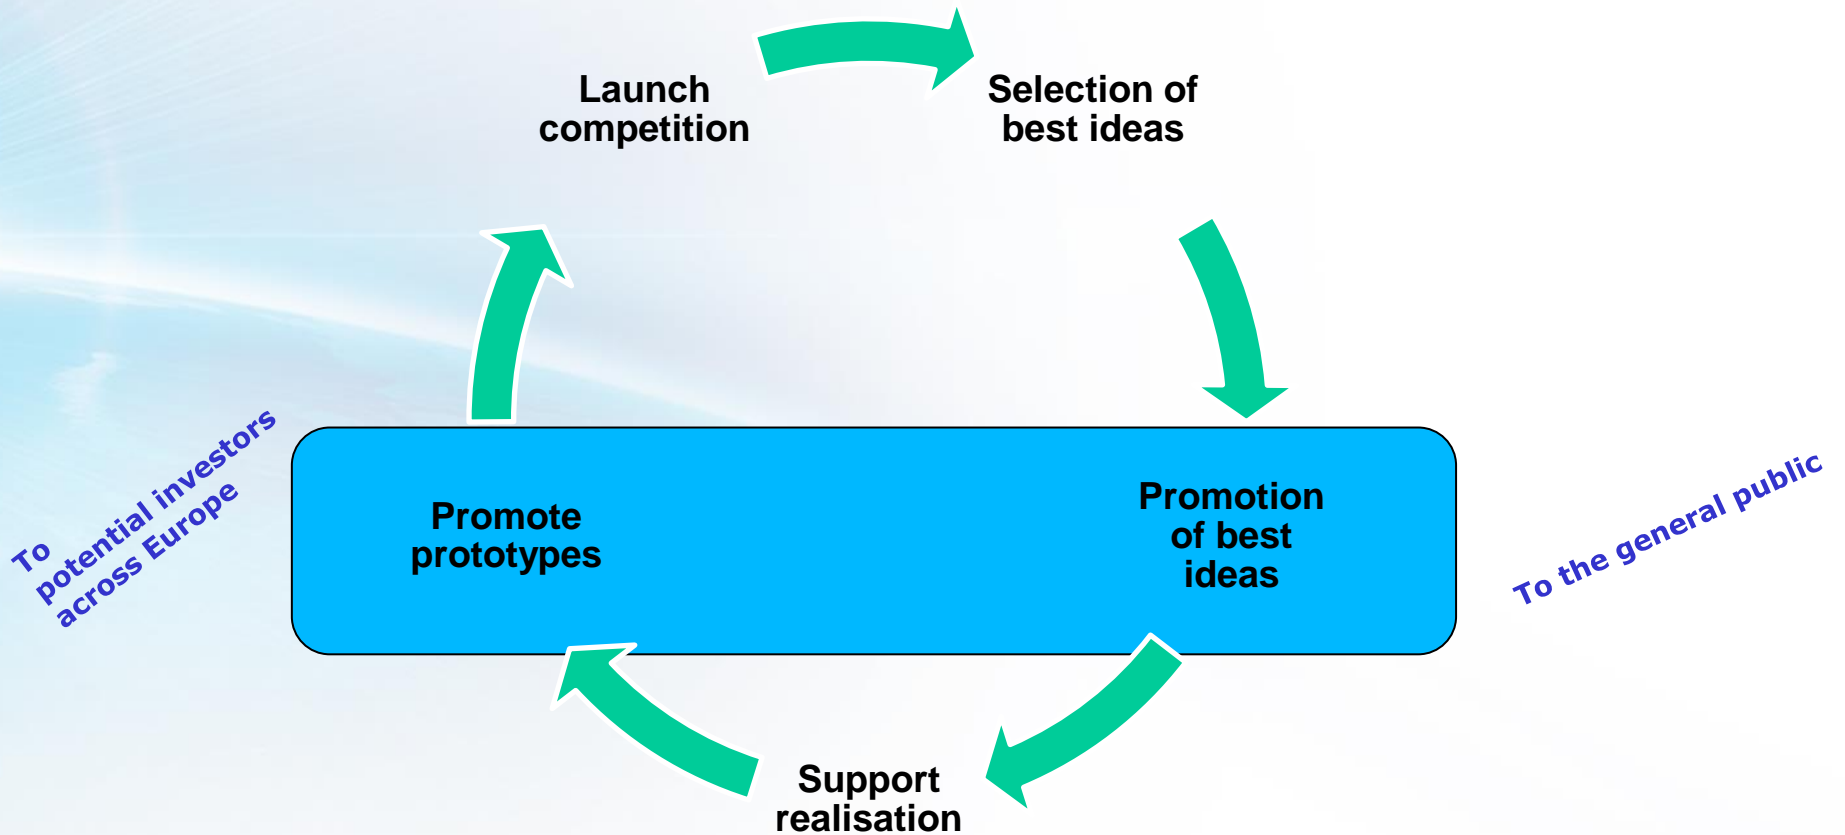 Launch
competition
Selection of
best ideas
To
potential investors
across Europe
Promote
prototypes
Promotion
of best
ideas
To the general public
Support
realisation